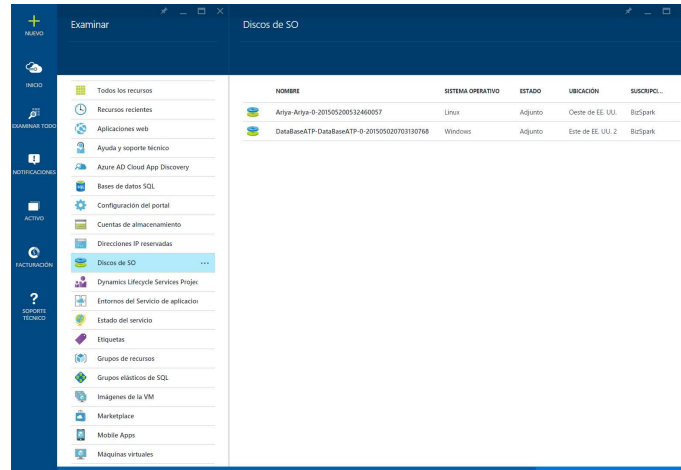 NUEVO
INICIO
EXAMINAR TODO
NOTIFICACIONES
ACTIVO
FACTURACIÓN
SOPORTE
TÉCNICO
Examinar
Todos los recursos
Recursos recientes
Aplicaciones web
Ayuda y soporte técnico
Azure AD Cloud App Discovery
Bases de datos SQL
Configuración del portal
Cuentas de almacenamiento
Direcciones IP reservadas
Discos de SO ...
Dynamics Lifecycle Services Projec
Entornos del Servicio de aplicacion
Estado del servicio
Etiquetas
Grupos de recursos
Grupos elásticos de SQL
Imágenes de la VM
Marketplace
Mobile Apps
Máquinas virtuales
Discos de SO
NOMBRE SISTEMA OPERATIVO ESTADO UBICACIÓN SUSCRIPCI...
Ariya-Ariya-0-201505200532460057 Linux Adjunto Oeste de EE. UU. BizSpark
DataBaseATP-DataBaseATP-0-201505020703130768 Windows Adjunto Este de EE. UU. 2 BizSpark